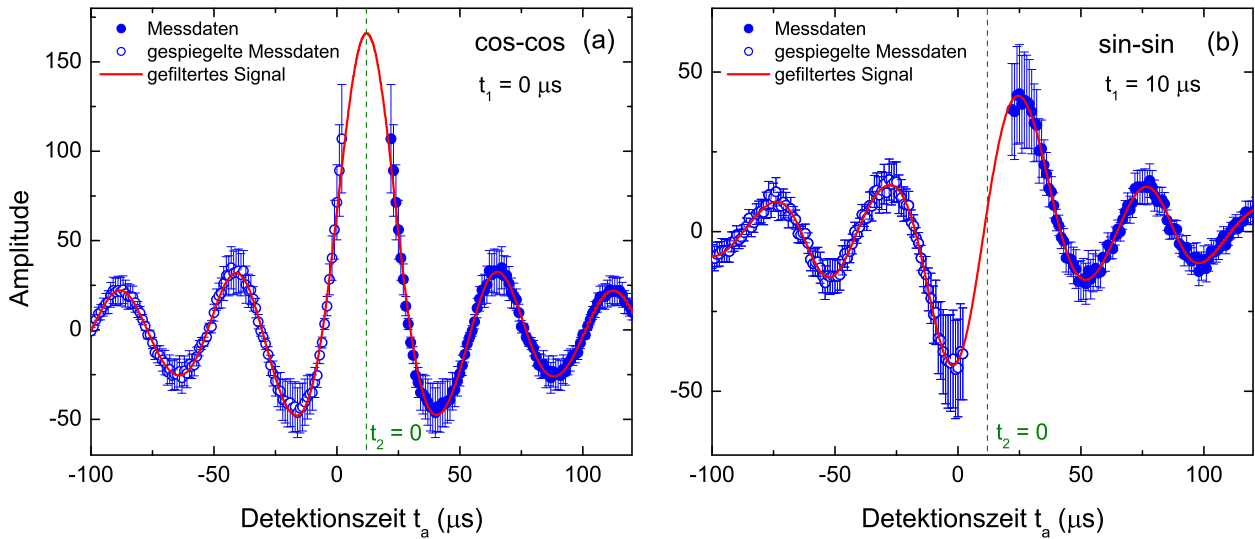 Messdaten
gespiegelte Messdaten
gefiltertes Signal
cos-cos (a)
t₁ = 0 μs
t₂ = 0
Amplitude
150
100
50
0
-50
-100 -50 0 50 100
Detektionszeit tₐ (μs)
Messdaten
gespiegelte Messdaten
gefiltertes Signal
sin-sin (b)
t₁ = 10 μs
t₂ = 0
50
0
-50
-100 -50 0 50 100
Detektionszeit tₐ (μs)